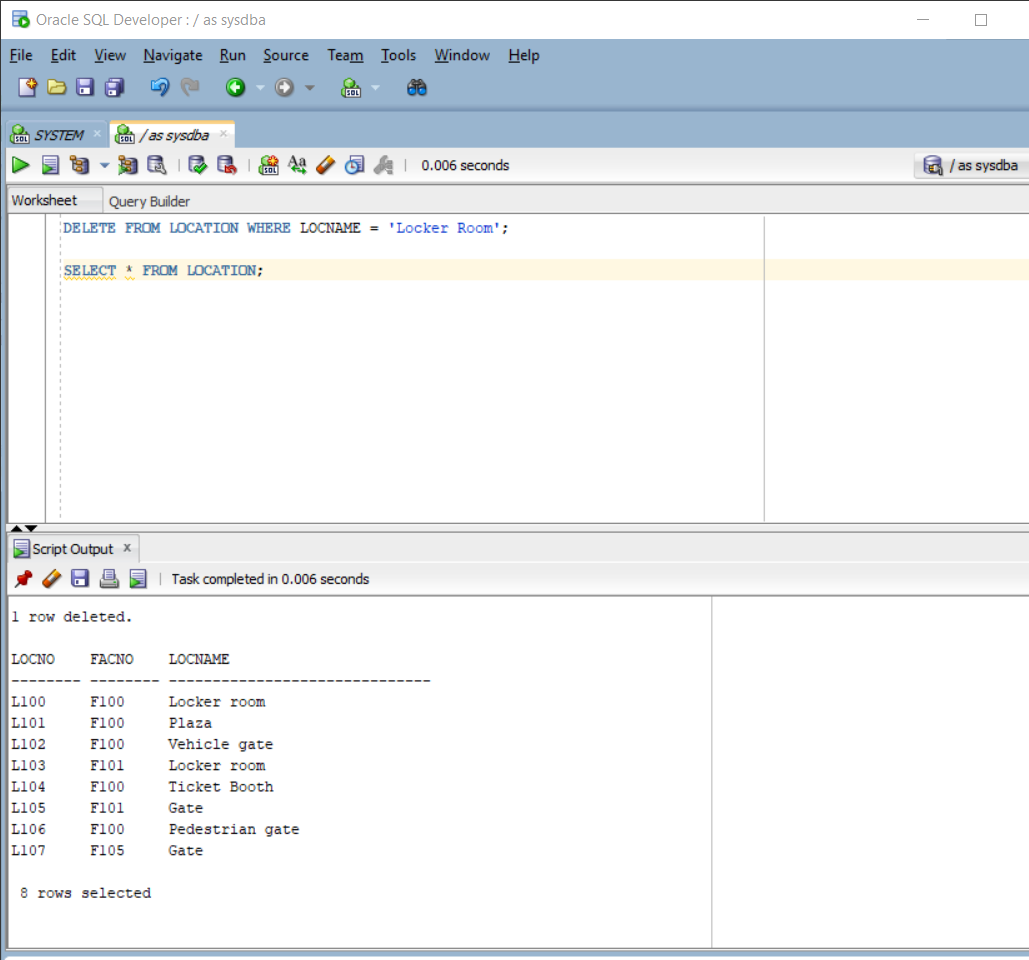 Oracle SQL Developer : / as sysdba
File Edit View Navigate Run Source Team Tools Window Help
SYSTEM / as sysdba
0.006 seconds / as sysdba
Worksheet Query Builder
DELETE FROM LOCATION WHERE LOCNAME = 'Locker Room';
SELECT * FROM LOCATION;
Script Output x
Task completed in 0.006 seconds
1 row deleted.
LOCNO FACNO LOCNAME
-------- -------- ------------------------------
L100 F100 Locker room
L101 F100 Plaza
L102 F100 Vehicle gate
L103 F101 Locker room
L104 F100 Ticket Booth
L105 F101 Gate
L106 F100 Pedestrian gate
L107 F105 Gate
8 rows selected